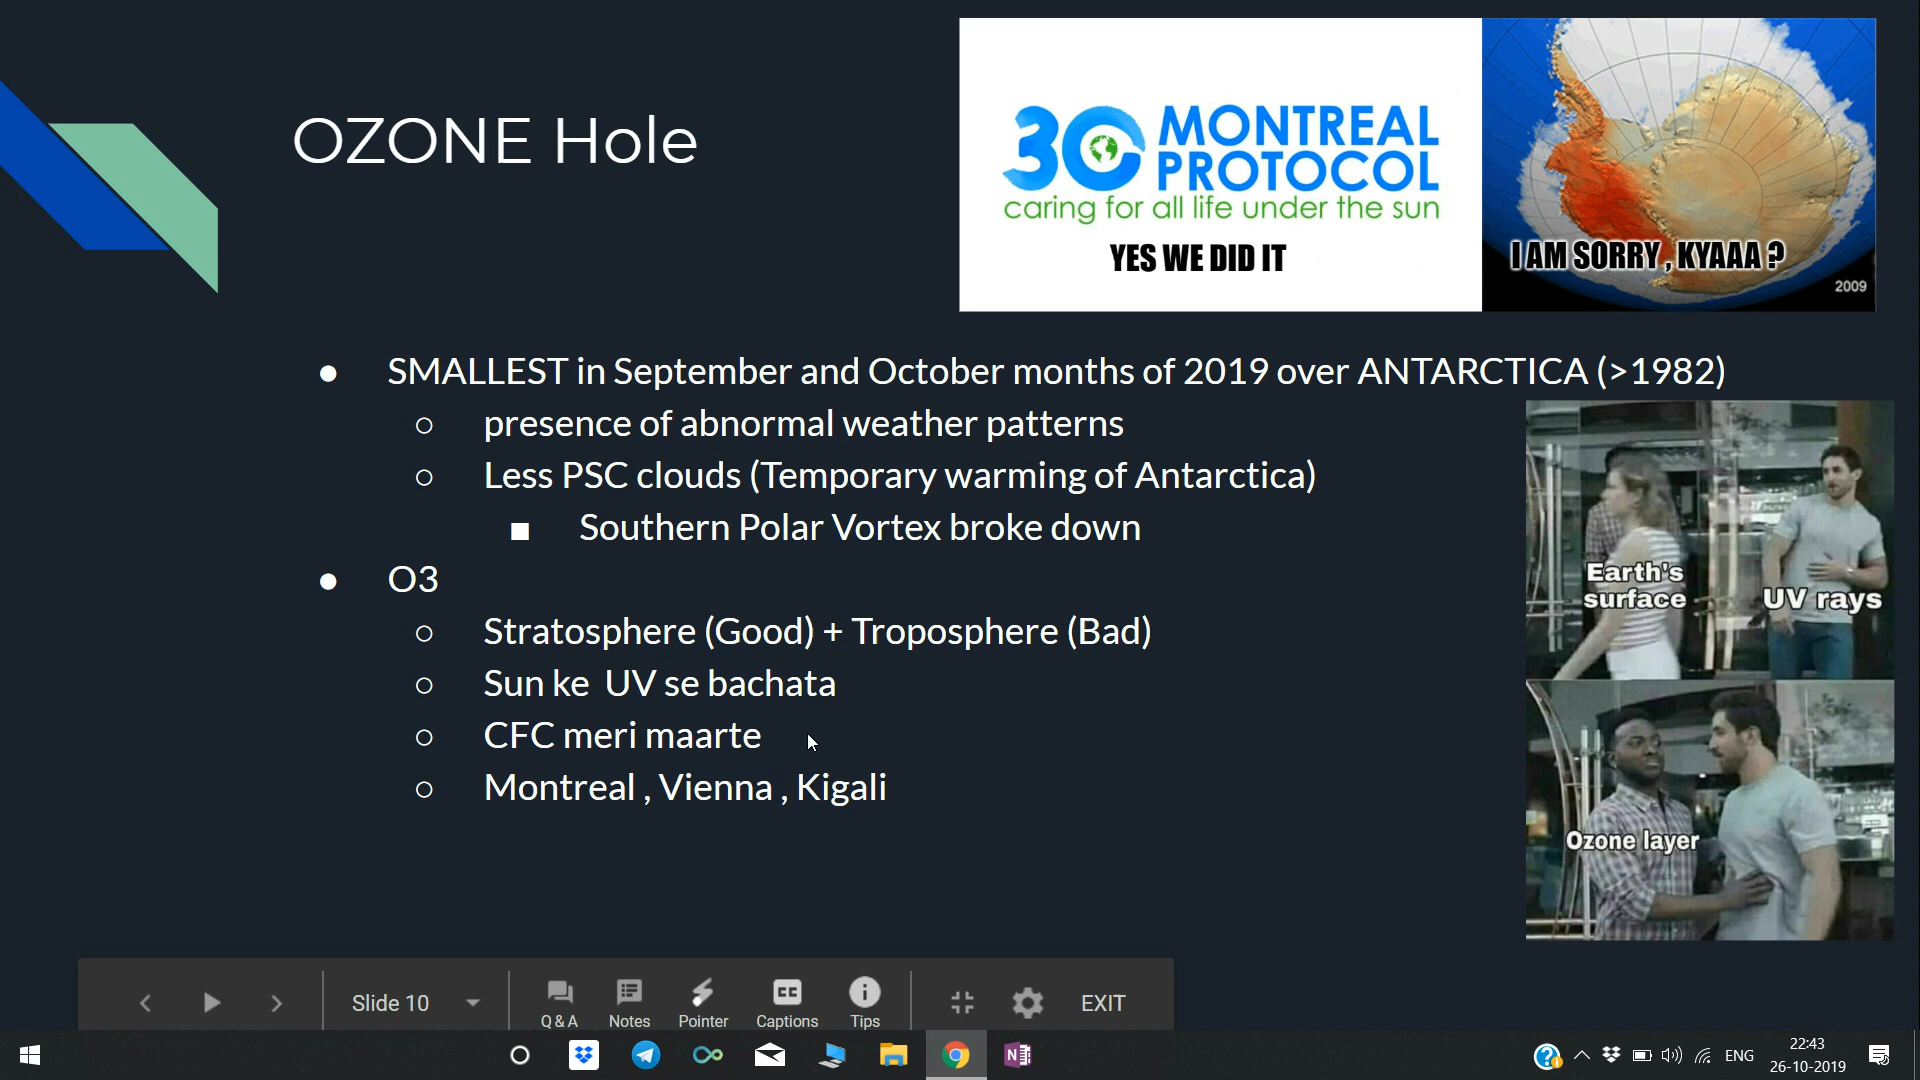 OZONE Hole
30 MONTREAL
PROTOCOL
caring for all life under the sun
YES WE DID IT
I AM SORRY , KYAAA ?
2009
● SMALLEST in September and October months of 2019 over ANTARCTICA (>1982)
○ presence of abnormal weather patterns
○ Less PSC clouds (Temporary warming of Antarctica)
■ Southern Polar Vortex broke down
● O3
○ Stratosphere (Good) + Troposphere (Bad)
○ Sun ke UV se bachata
○ CFC meri maarte
○ Montreal , Vienna , Kigali
Earth's
surface
UV rays
Ozone layer
Slide 10
Q & A
Notes
Pointer
CC
Captions
Tips
EXIT
ENG
22:43
26-10-2019